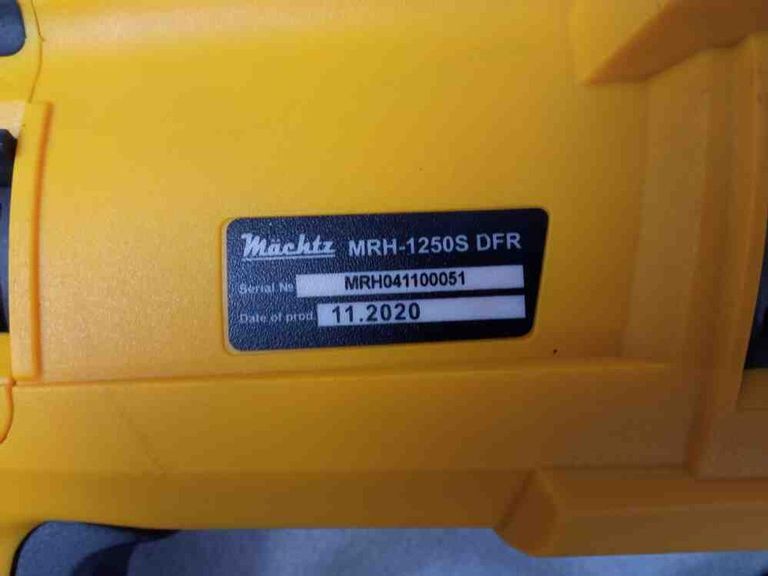 Mächtz MRH-1250S DFR
Serial № MRH041100051
Date of prod. 11.2020